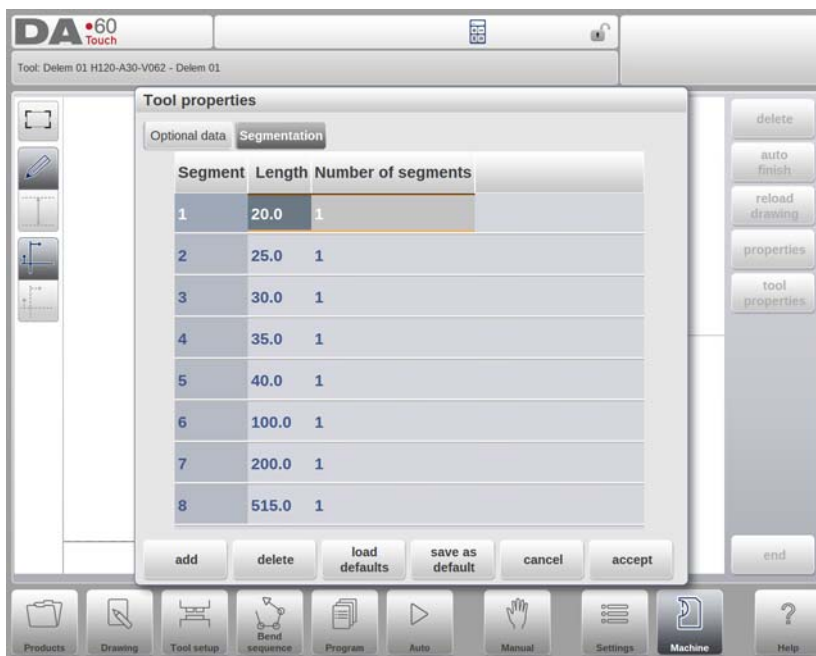 DA•60
Touch
Tool: Delem 01 H120-A30-V062 - Delem 01
Tool properties
Optional data Segmentation
Segment Length Number of segments
1 20.0 1
2 25.0 1
3 30.0 1
4 35.0 1
5 40.0 1
6 100.0 1
7 200.0 1
8 515.0 1
add delete load defaults save as default cancel accept
delete
auto
finish
reload
drawing
properties
tool
properties
end
Products Drawing Tool setup Bend sequence Program Auto Manual Settings Machine Help